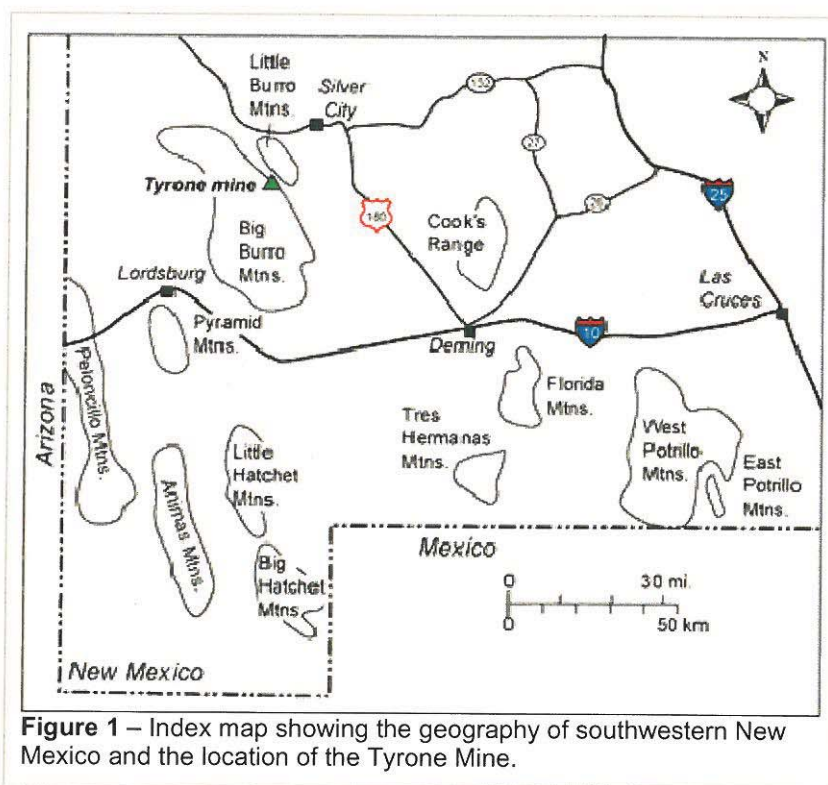 Little
Burro
Mtns.
Silver
City
N
152
27
Tyrone mine
25
180
26
Cook's
Range
Big
Burro
Mtns.
Lordsburg
Las
Cruces
Pyramid
Mtns.
10
Deming
Peloncillo Mtns.
Arizona
Florida
Mtns.
Tres
Hermanas
Mtns.
West
Potrillo
Mtns.
East
Potrillo
Mtns.
Little
Hatchet
Mtns.
Animas Mtns.
Mexico
Big
Hatchet
Mtns.
0 30 mi.
0 50 km
New Mexico
Figure 1 – Index map showing the geography of southwestern New
Mexico and the location of the Tyrone Mine.